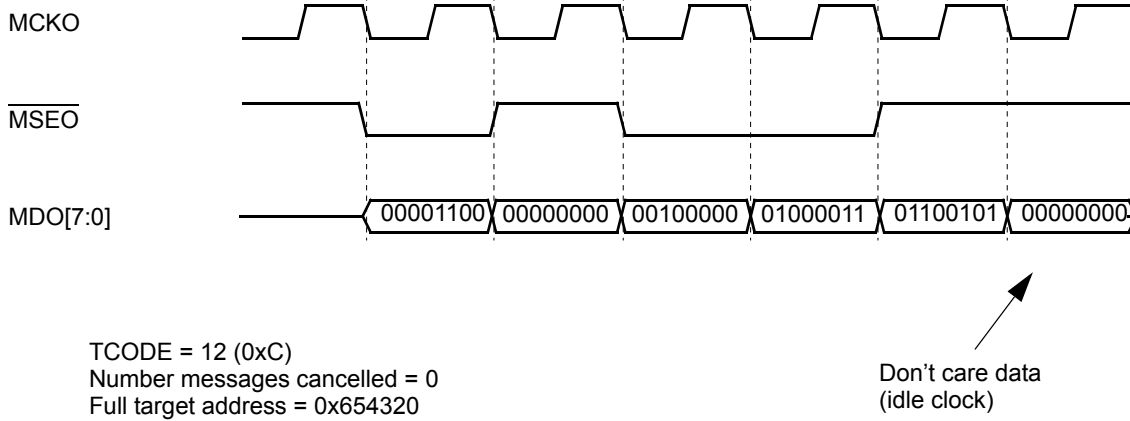 MCKO
MSEO
MDO[7:0] 00001100 00000000 00100000 01000011 01100101 00000000
TCODE = 12 (0xC)
Number messages cancelled = 0
Full target address = 0x654320
Don’t care data
(idle clock)